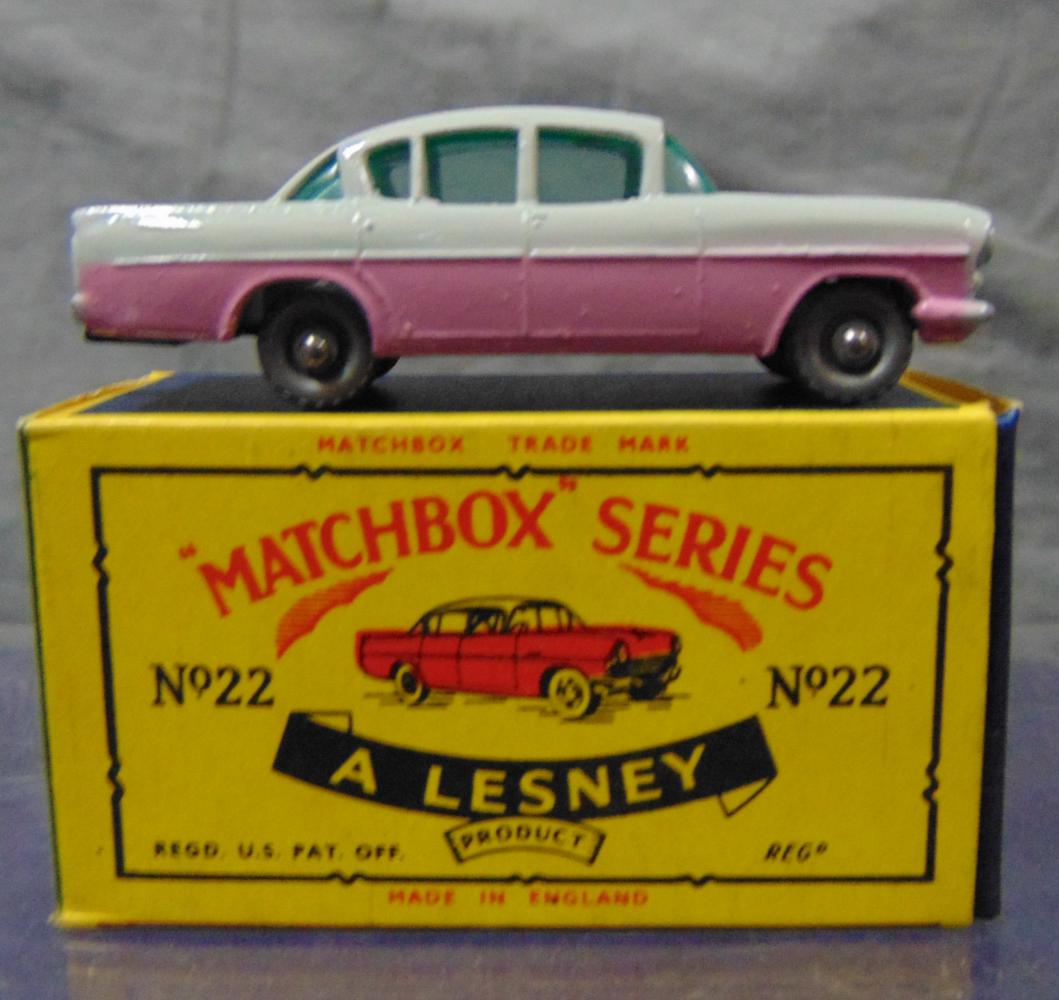 MATCHBOX TRADE MARK
"MATCHBOX" SERIES
Nº22 Nº22
A LESNEY
PRODUCT
REGD. U.S. PAT. OFF. REGᴰ
MADE IN ENGLAND